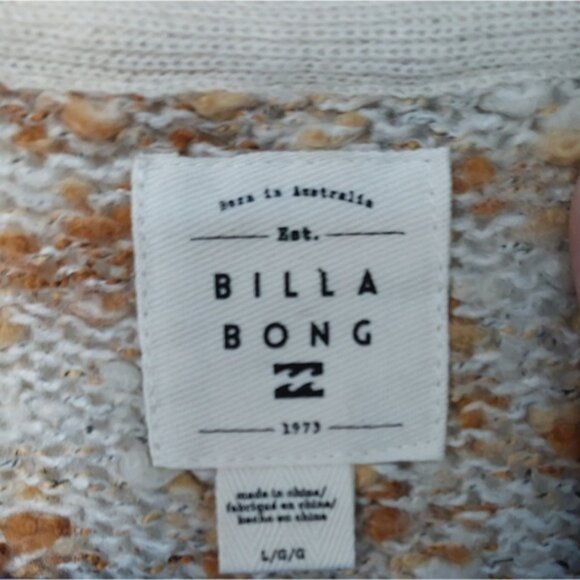 Born in Australia
Est.
BILLA
BONG
1973
made in china/
fabriqué en chine/
hecho en china
L/G/G